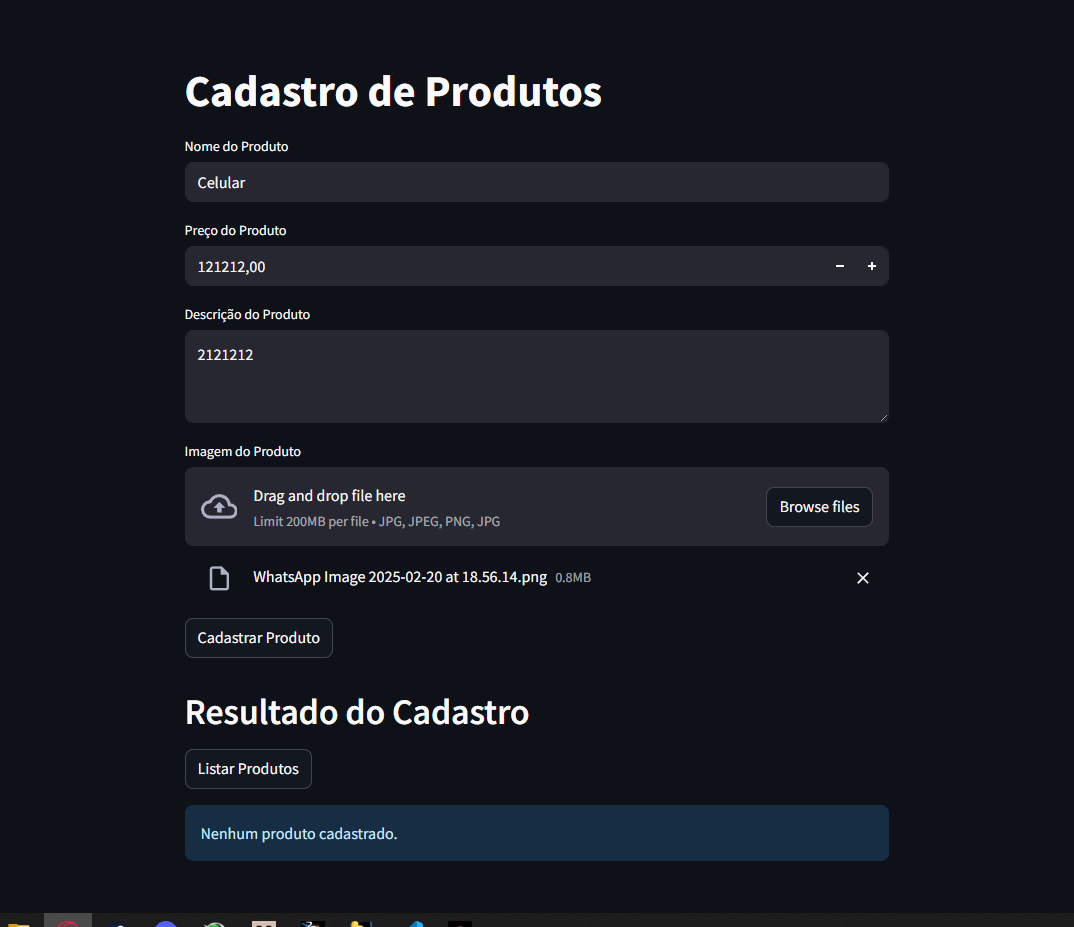 Cadastro de Produtos
Nome do Produto
Celular
Preço do Produto
121212,00
Descrição do Produto
2121212
Imagem do Produto
Drag and drop file here
Limit 200MB per file • JPG, JPEG, PNG, JPG
Browse files
WhatsApp Image 2025-02-20 at 18.56.14.png 0.8MB
Cadastrar Produto
Resultado do Cadastro
Listar Produtos
Nenhum produto cadastrado.